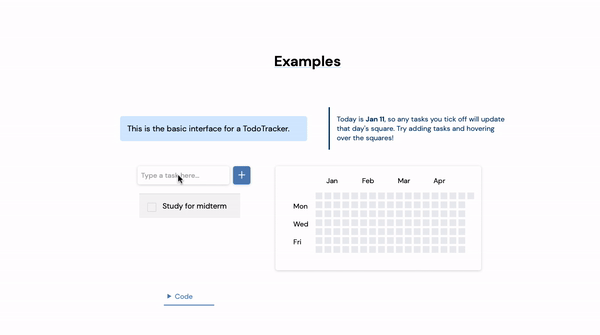 Examples
This is the basic interface for a TodoTracker.
Today is Jan 11, so any tasks you tick off will update
that day's square. Try adding tasks and hovering
over the squares!
Type a task here...
+
Study for midterm
Jan Feb Mar Apr
Mon
Wed
Fri
Code